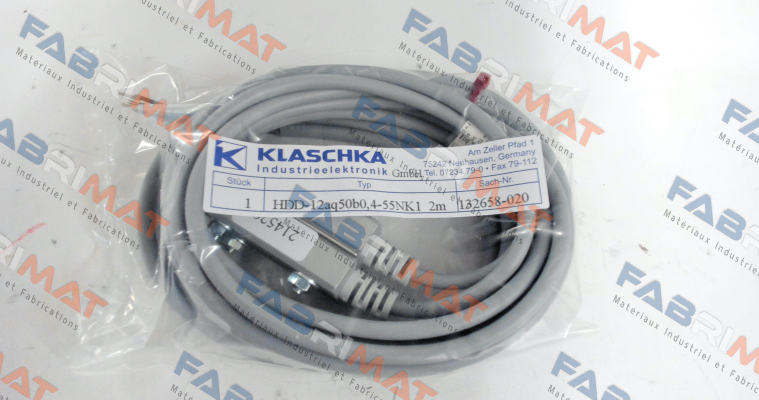 KLASCHKA
Industrieelektronik GmbH
Am Zeller Pfad 1
75242 Neuhausen, Germany
Tel. 07234 79-0 • Fax 79-112
Stück Typ Sach-Nr.
1 HDD-12aq50b0,4-55NK1 2m 132658-020
FABRIMAT
Matériaux Industriel et Fabrications